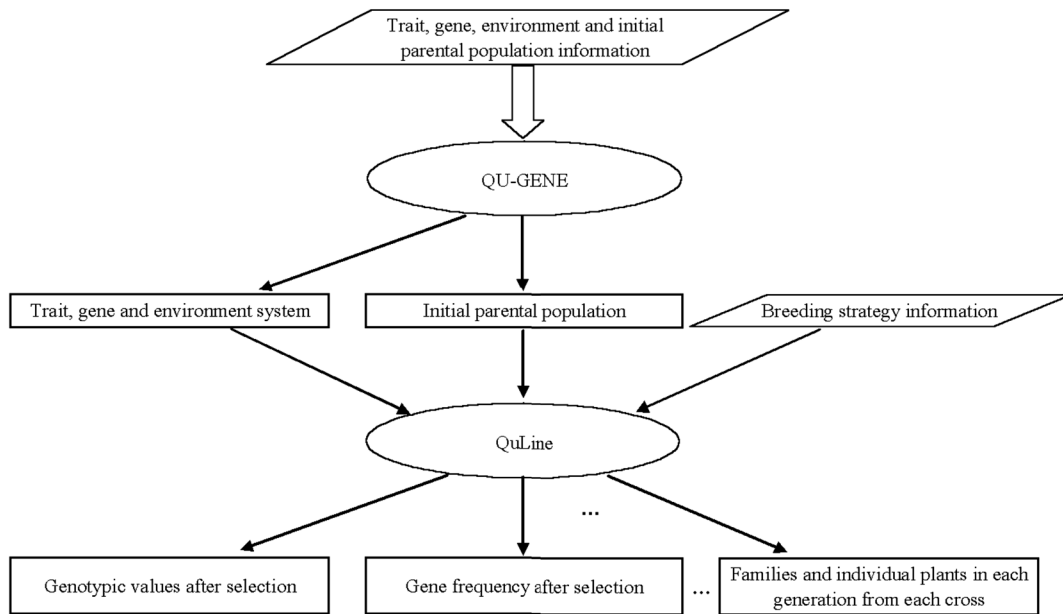 Trait, gene, environment and initial
parental population information
QU-GENE
Trait, gene and environment system
Initial parental population
Breeding strategy information
QuLine
...
Genotypic values after selection
Gene frequency after selection
...
Families and individual plants in each
generation from each cross